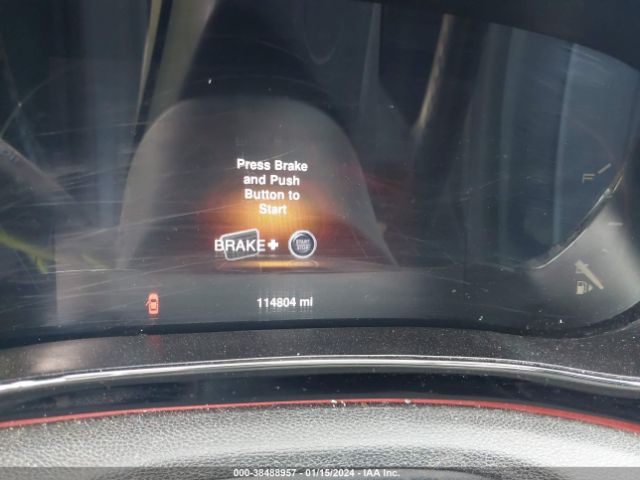 Press Brake
and Push
Button to
Start
BRAKE+
START
STOP
F
114804 mi
000-38488957 - 01/15/2024 - IAA Inc.